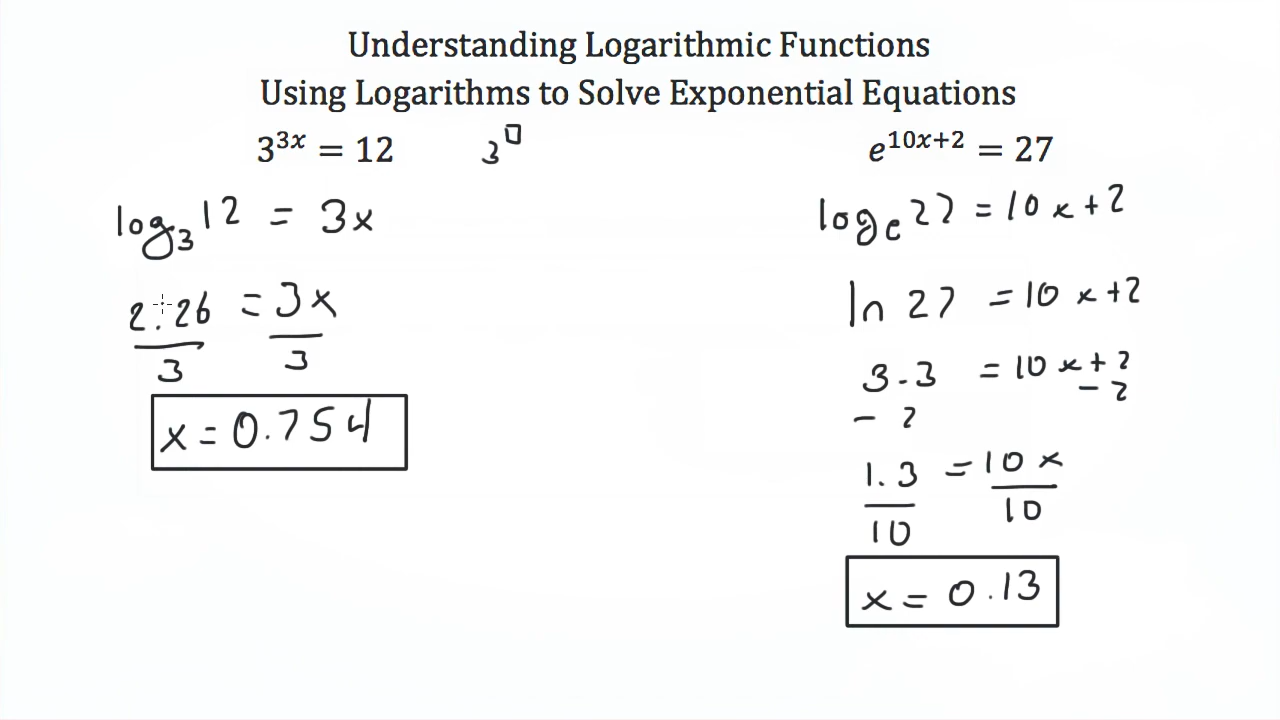 Understanding Logarithmic Functions
Using Logarithms to Solve Exponential Equations
3^{3x} = 12
3^□
log_3 12 = 3x
2.26 = 3x
3 3
x = 0.754
e^{10x+2} = 27
log_e 27 = 10x+2
ln 27 = 10x+2
3.3 = 10x+2
- 2 - 2
1.3 = 10x
10 10
x = 0.13